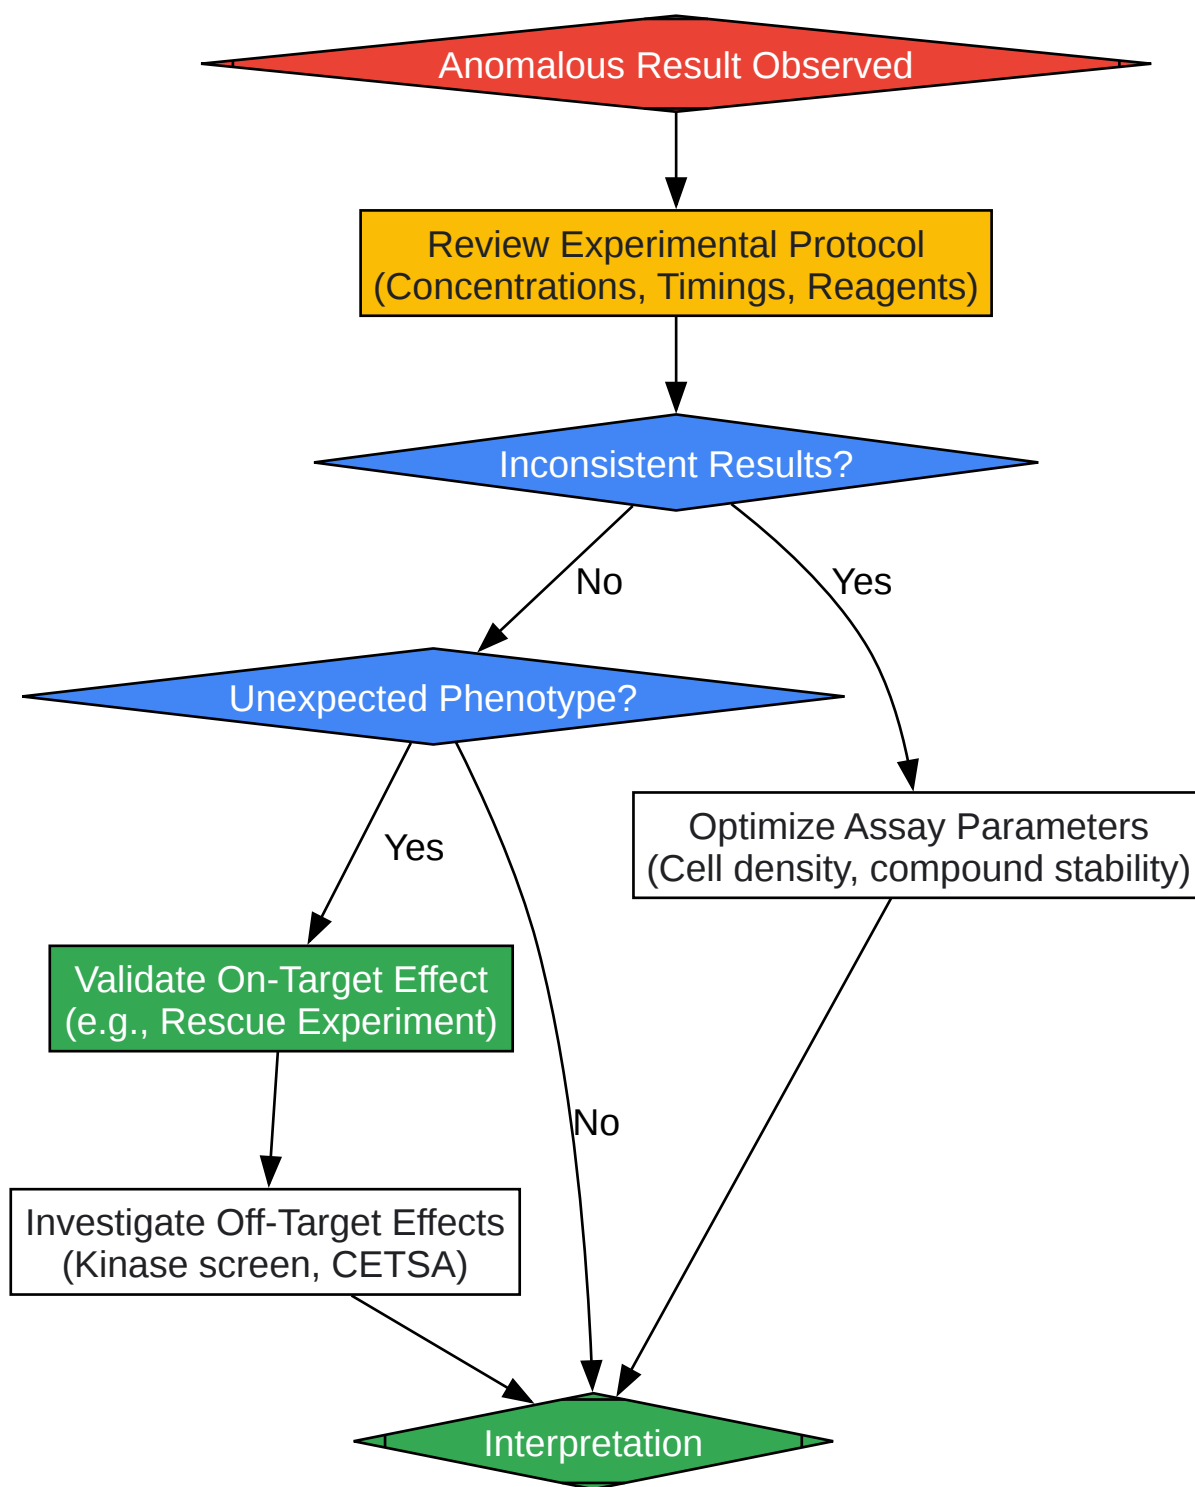 Anomalous Result Observed
Review Experimental Protocol
(Concentrations, Timings, Reagents)
Inconsistent Results?
No
Yes
Unexpected Phenotype?
Optimize Assay Parameters
(Cell density, compound stability)
Yes
Validate On-Target Effect
(e.g., Rescue Experiment)
No
Investigate Off-Target Effects
(Kinase screen, CETSA)
Interpretation